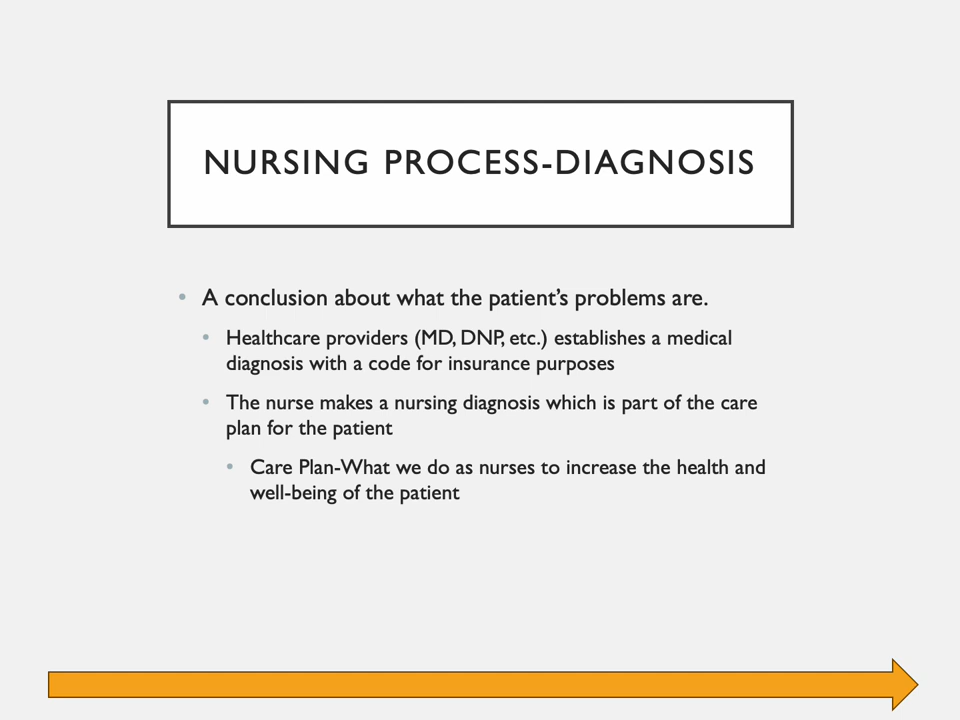 NURSING PROCESS-DIAGNOSIS
• A conclusion about what the patient’s problems are.
• Healthcare providers (MD, DNP, etc.) establishes a medical
diagnosis with a code for insurance purposes
• The nurse makes a nursing diagnosis which is part of the care
plan for the patient
• Care Plan-What we do as nurses to increase the health and
well-being of the patient